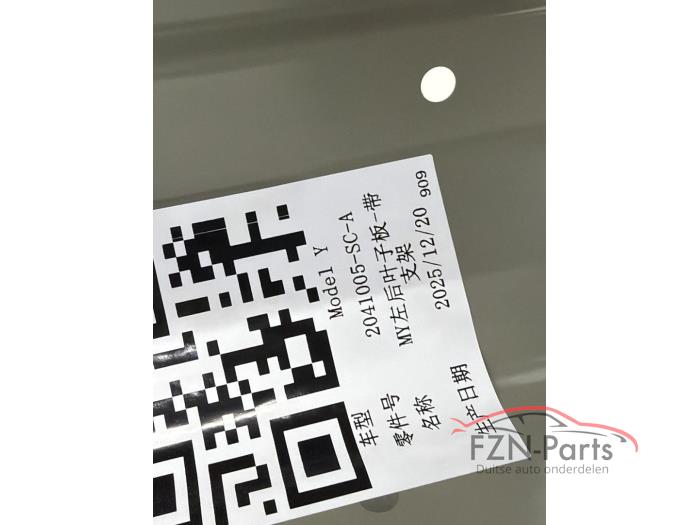 车型 Model Y
零件号 2041005-SC-A
名称 MY左后叶子板-带
支架
生产日期 2025/12/20 909
FZN-Parts
Duitse auto onderdelen